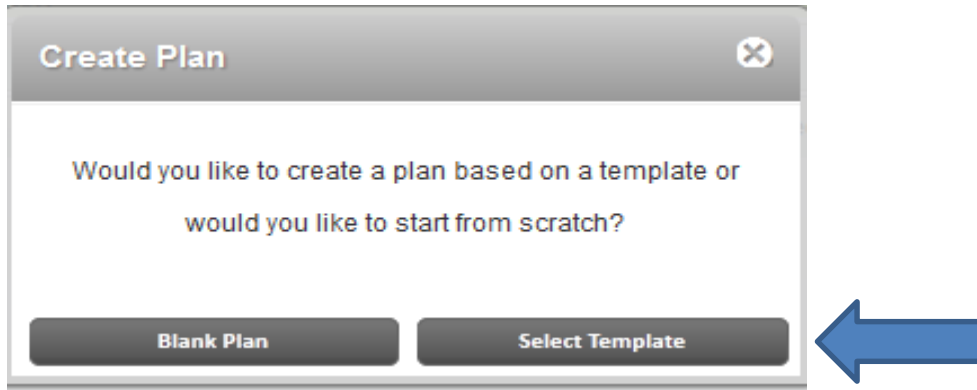 Create Plan
Would you like to create a plan based on a template or
would you like to start from scratch?
Blank Plan
Select Template